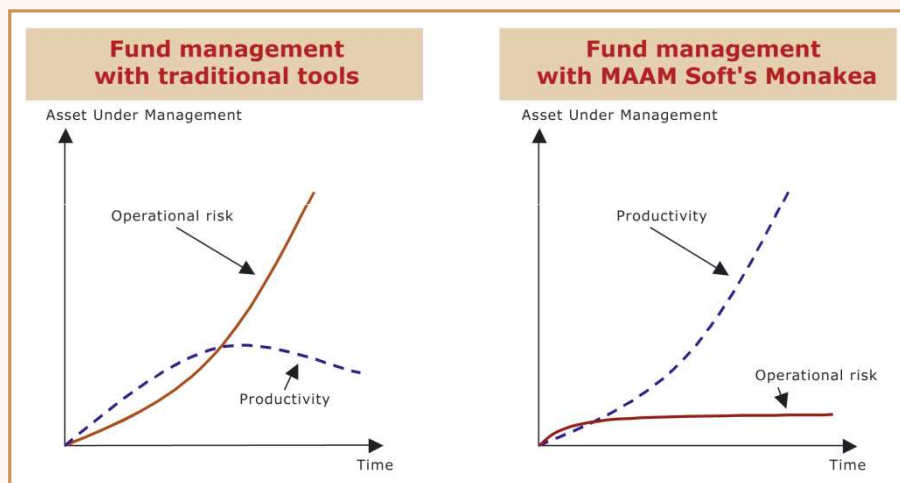 Fund management
with traditional tools
Asset Under Management
Operational risk
Productivity
Time
Fund management
with MAAM Soft's Monakea
Asset Under Management
Productivity
Operational risk
Time